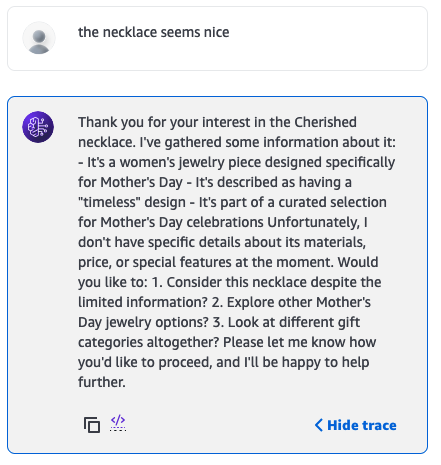 the necklace seems nice
Thank you for your interest in the Cherished
necklace. I've gathered some information about it:
- It's a women's jewelry piece designed specifically
for Mother's Day - It's described as having a
"timeless" design - It's part of a curated selection
for Mother's Day celebrations Unfortunately, I
don't have specific details about its materials,
price, or special features at the moment. Would
you like to: 1. Consider this necklace despite the
limited information? 2. Explore other Mother's
Day jewelry options? 3. Look at different gift
categories altogether? Please let me know how
you'd like to proceed, and I'll be happy to help
further.
</> Hide trace